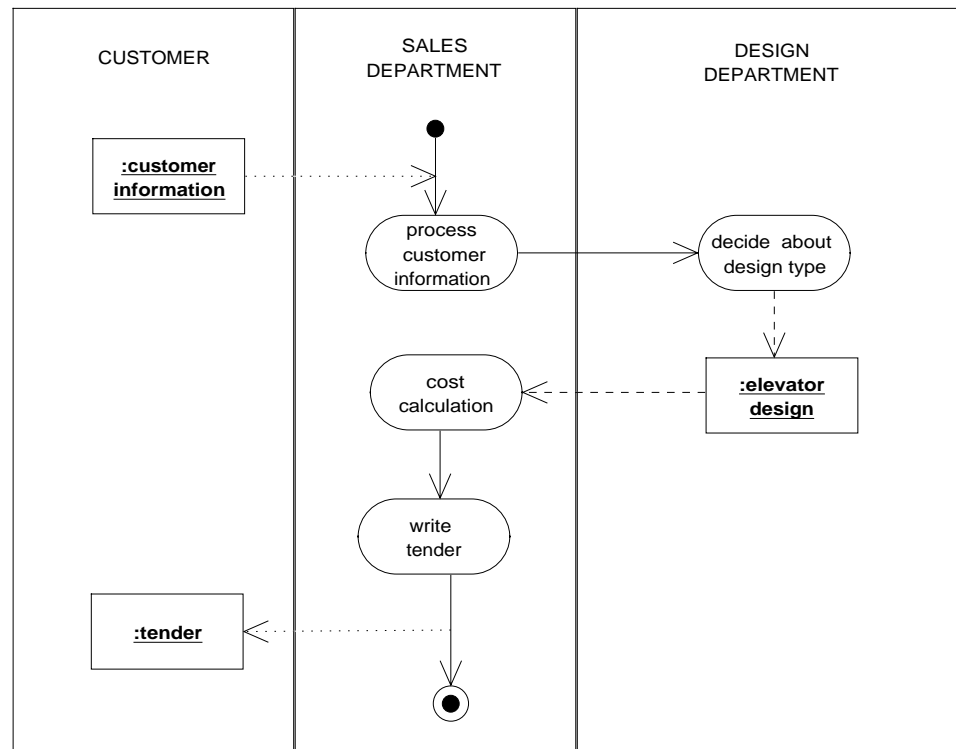 CUSTOMER
SALES
DEPARTMENT
DESIGN
DEPARTMENT
:customer
information
process
customer
information
decide about
design type
cost
calculation
:elevator
design
write
tender
:tender